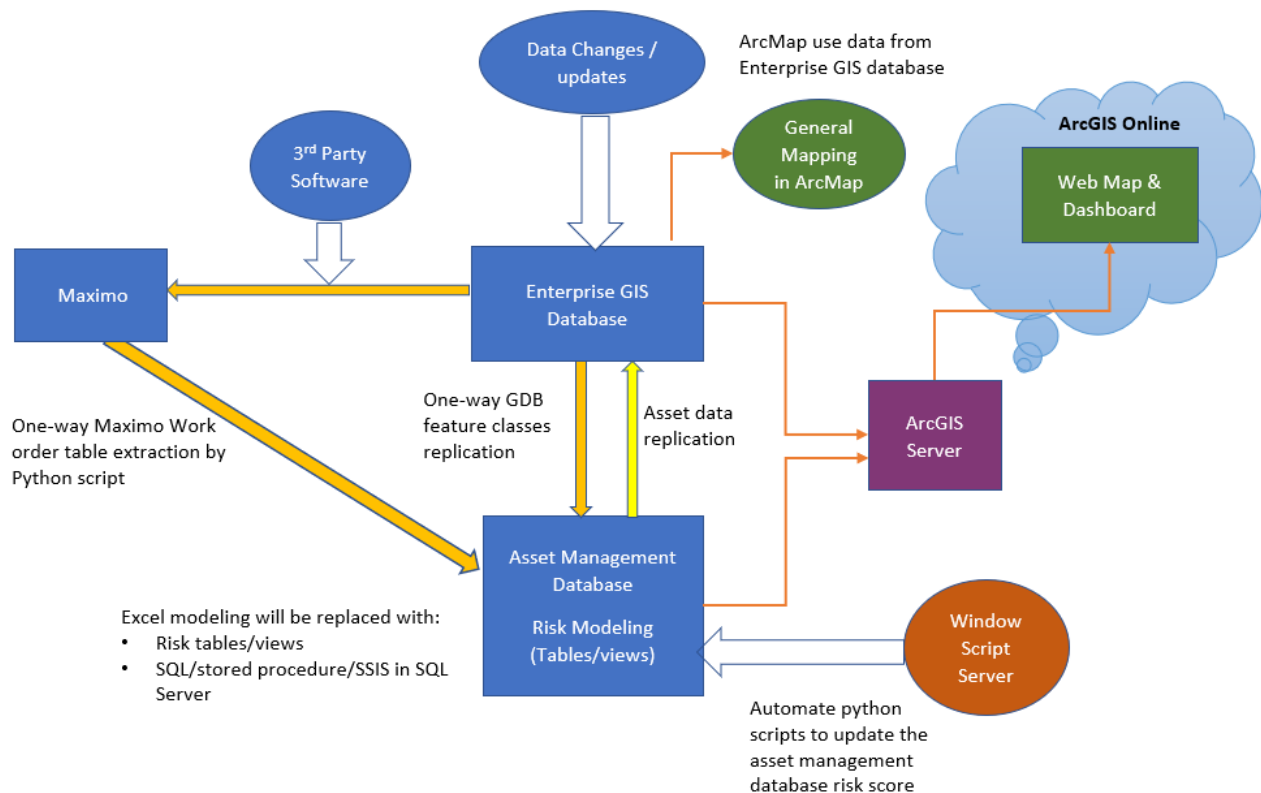 Data Changes /
updates
ArcMap use data from
Enterprise GIS database
ArcGIS Online
3rd Party
Software
General
Mapping
in ArcMap
Web Map &
Dashboard
Maximo
Enterprise GIS
Database
One-way Maximo Work
order table extraction by
Python script
One-way GDB
feature classes
replication
Asset data
replication
ArcGIS
Server
Asset Management
Database
Risk Modeling
(Tables/views)
Excel modeling will be replaced with:
• Risk tables/views
• SQL/stored procedure/SSIS in SQL
Server
Window
Script
Server
Automate python
scripts to update the
asset management
database risk score